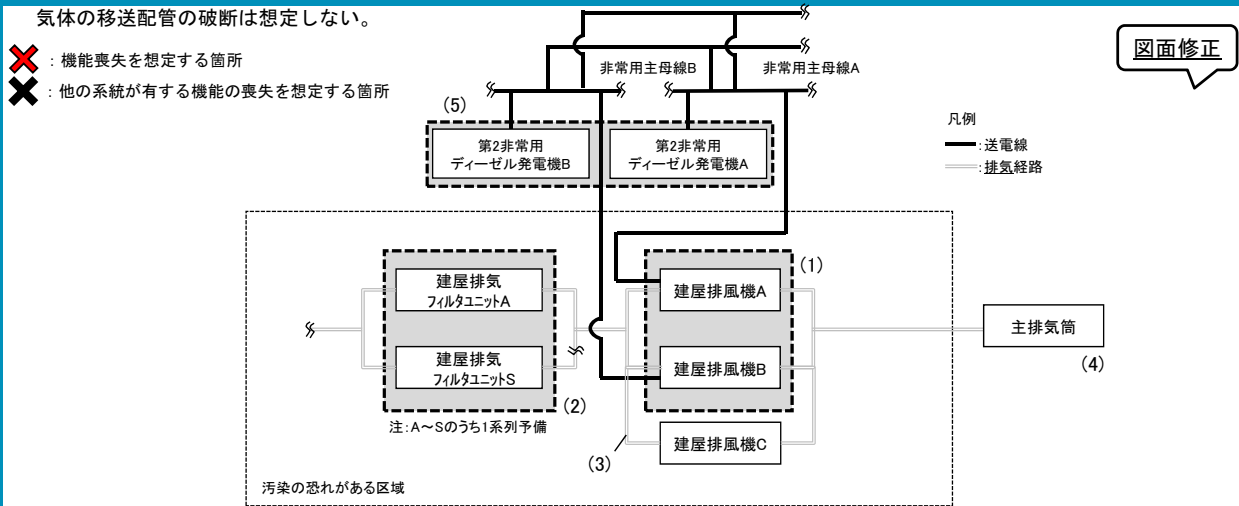 気体の移送配管の破断は想定しない。
：機能喪失を想定する箇所
：他の系統が有する機能の喪失を想定する箇所
図面修正
非常用主母線B
非常用主母線A
(5)
第2非常用
ディーゼル発電機B
第2非常用
ディーゼル発電機A
凡例
：送電線
：排気経路
(1)
建屋排気
フィルタユニットA
建屋排風機A
主排気筒
建屋排気
フィルタユニットS
建屋排風機B
(4)
(2)
注：A～Sのうち1系列予備
建屋排風機C
(3)
汚染の恐れがある区域